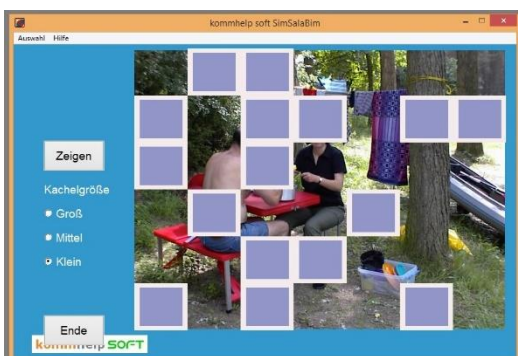 kommhelp soft SimSalaBim
Auswahl Hilfe
Zeigen
Kachelgröße
Groß
Mittel
Klein
Ende
kommhelp SOFT